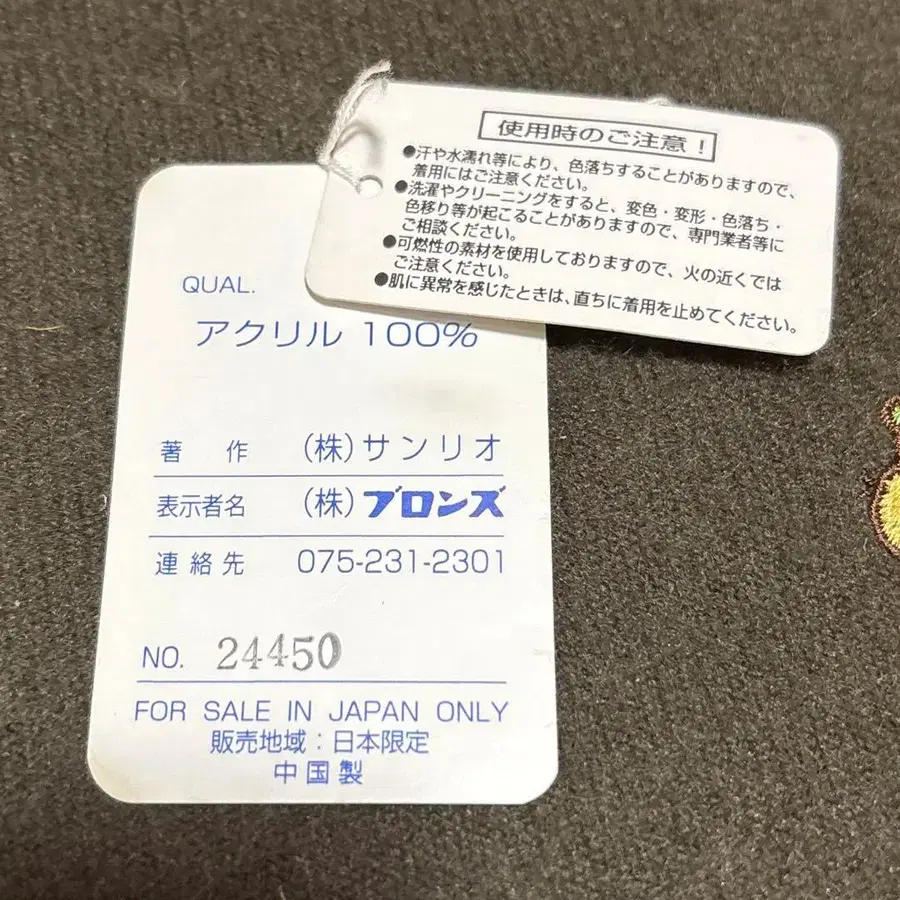 使用時のご注意!
●汗や水濡れ等により、色落ちすることがありますので、
着用にはご注意ください。
●洗濯やクリーニングをすると、変色・変形・色落ち・
色移り等が起こることがありますので、専門業者等に
ご相談ください。
●可燃性の素材を使用しておりますので、火の近くでは
ご注意ください。
●肌に異常を感じたときは、直ちに着用を止めてください。
QUAL.
アクリル 100%
著作 (株)サンリオ
表示者名 (株)ブロンズ
連絡先 075-231-2301
NO. 24450
FOR SALE IN JAPAN ONLY
販売地域:日本限定
中国製